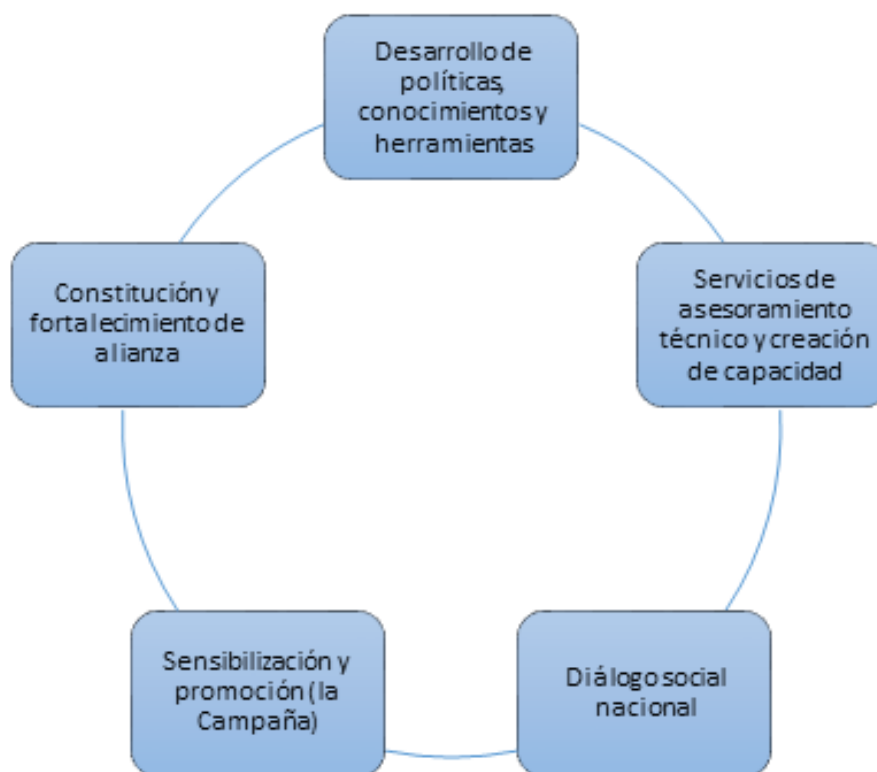 Desarrollo de
políticas,
conocimientos y
herramientas
Servicios de
asesoramiento
técnico y creación
de capacidad
Diálogo social
nacional
Sensibilización y
promoción (la
Campaña)
Constitución y
fortalecimiento de
alianza